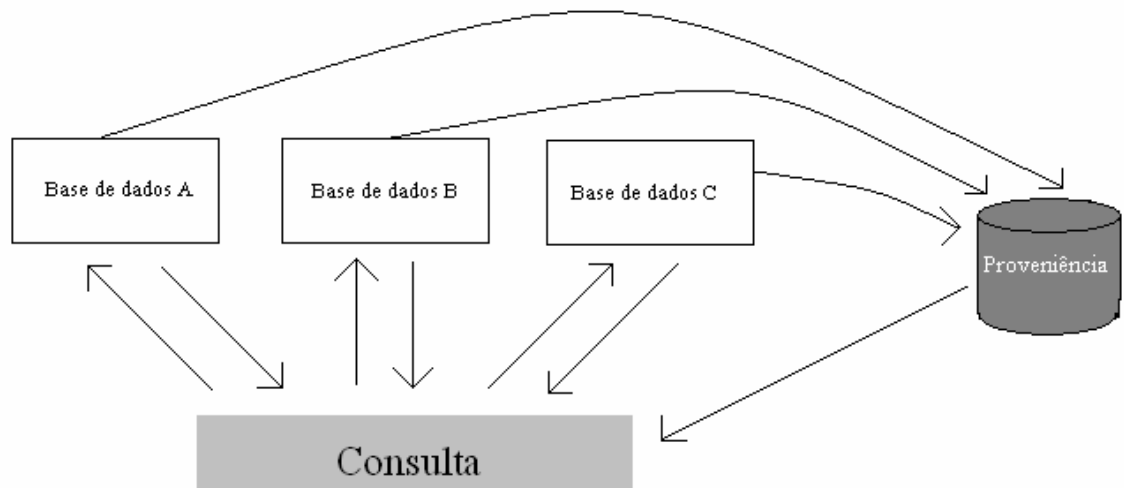 Base de dados A
Base de dados B
Base de dados C
Proveniência
Consulta